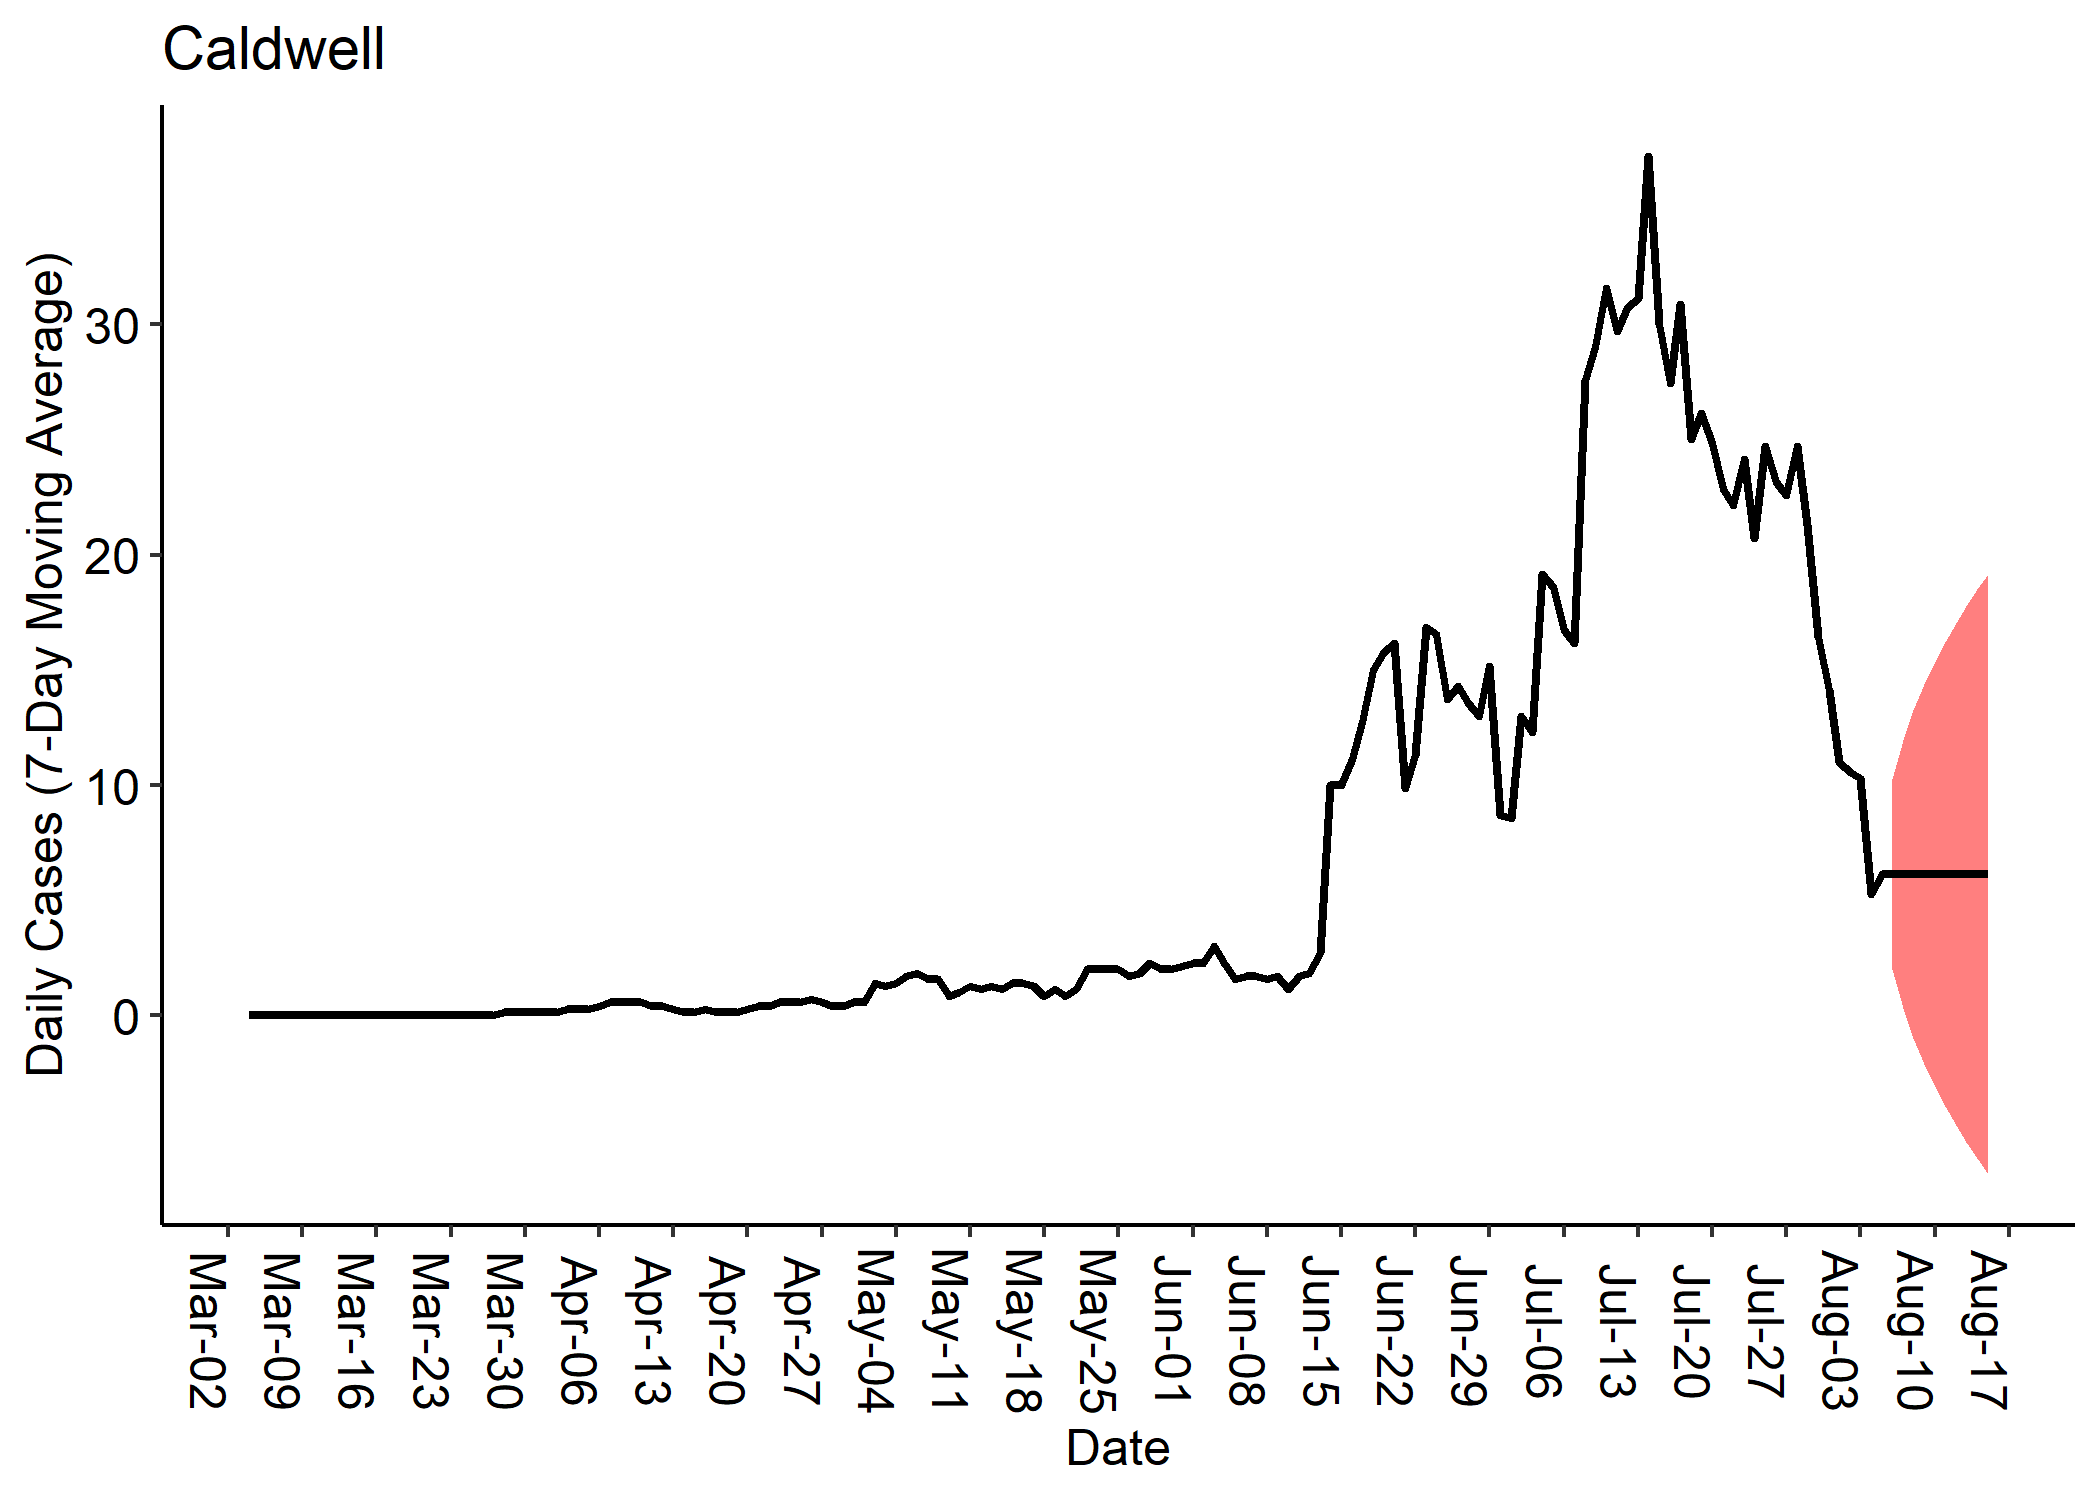 Caldwell
Daily Cases (7-Day Moving Average)
30
20
10
0
Mar-02
Mar-09
Mar-16
Mar-23
Mar-30
Apr-06
Apr-13
Apr-20
Apr-27
May-04
May-11
May-18
May-25
Jun-01
Jun-08
Jun-15
Jun-22
Jun-29
Jul-06
Jul-13
Jul-20
Jul-27
Aug-03
Aug-10
Aug-17
Date